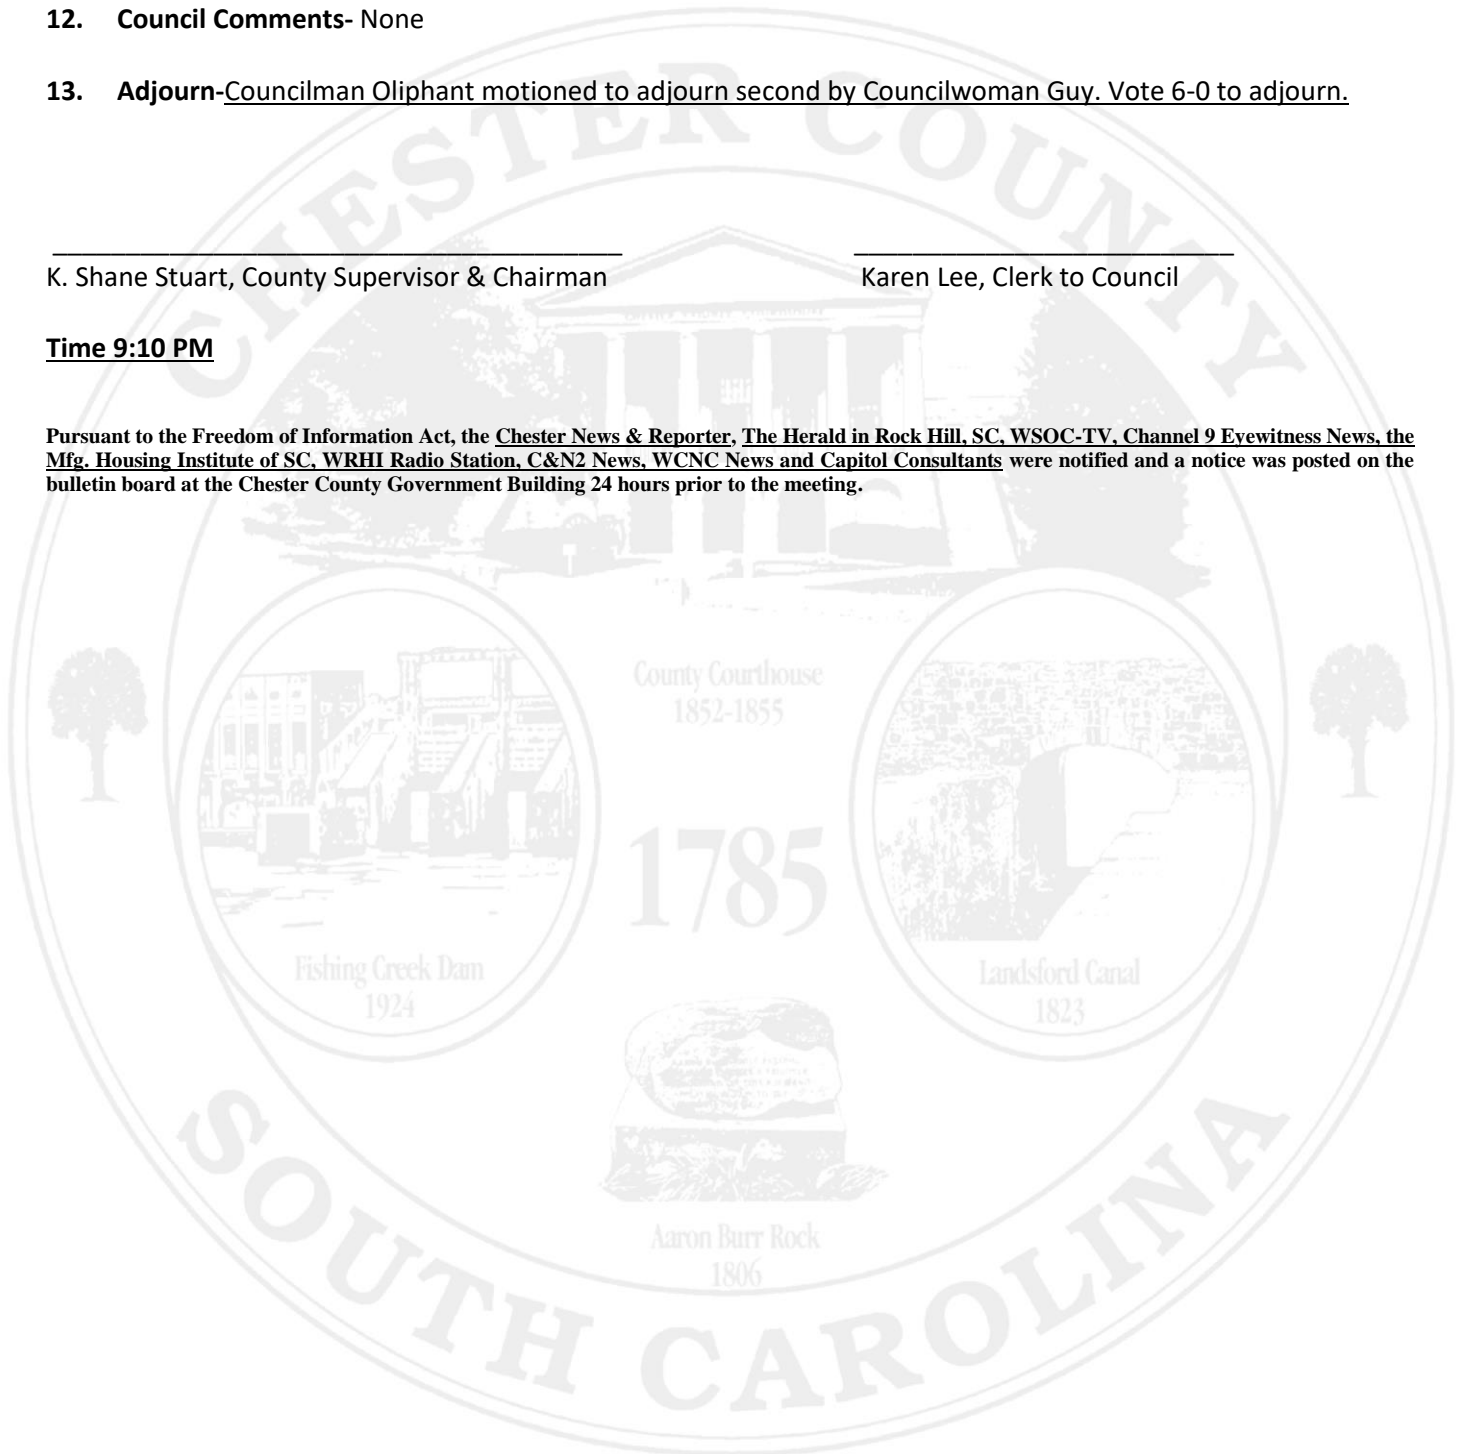 12. Council Comments- None
13. Adjourn-Councilman Oliphant motioned to adjourn second by Councilwoman Guy. Vote 6-0 to adjourn.
K. Shane Stuart, County Supervisor & Chairman Karen Lee, Clerk to Council
Time 9:10 PM
Pursuant to the Freedom of Information Act, the Chester News & Reporter, The Herald in Rock Hill, SC, WSOC-TV, Channel 9 Eyewitness News, the
Mfg. Housing Institute of SC, WRHI Radio Station, C&N2 News, WCNC News and Capitol Consultants were notified and a notice was posted on the
bulletin board at the Chester County Government Building 24 hours prior to the meeting.
CHESTER COUNTY
County Courthouse
1852-1855
1785
Fishing Creek Dam
1924
Landsford Canal
1823
Aaron Burr Rock
1806
SOUTH CAROLINA